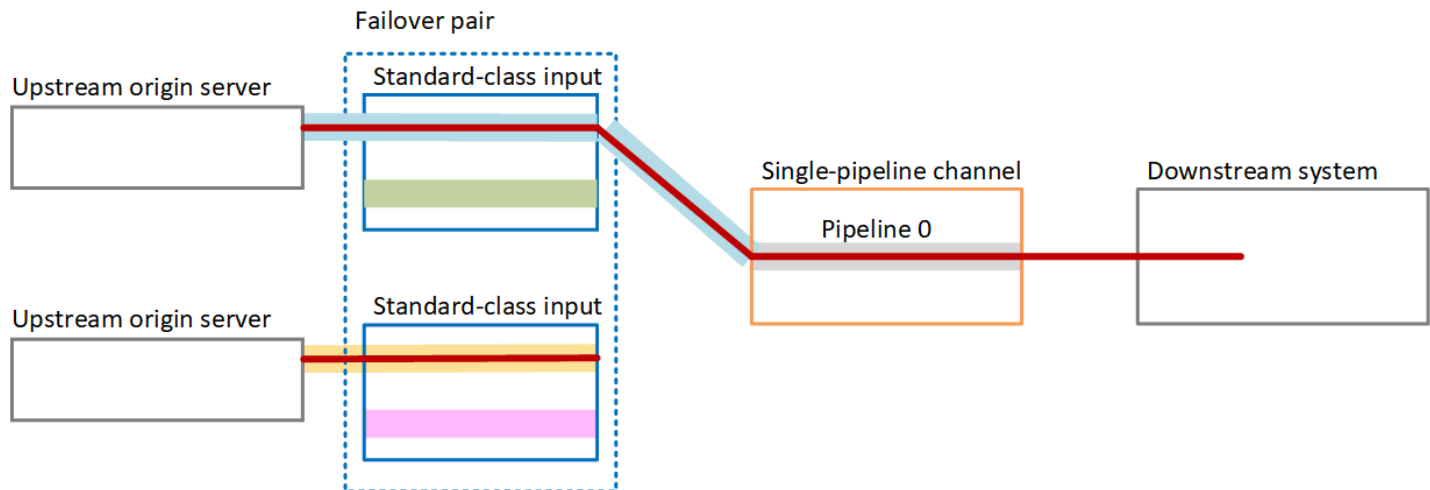 Failover pair
Upstream origin server
Standard-class input
Single-pipeline channel
Downstream system
Pipeline 0
Upstream origin server
Standard-class input